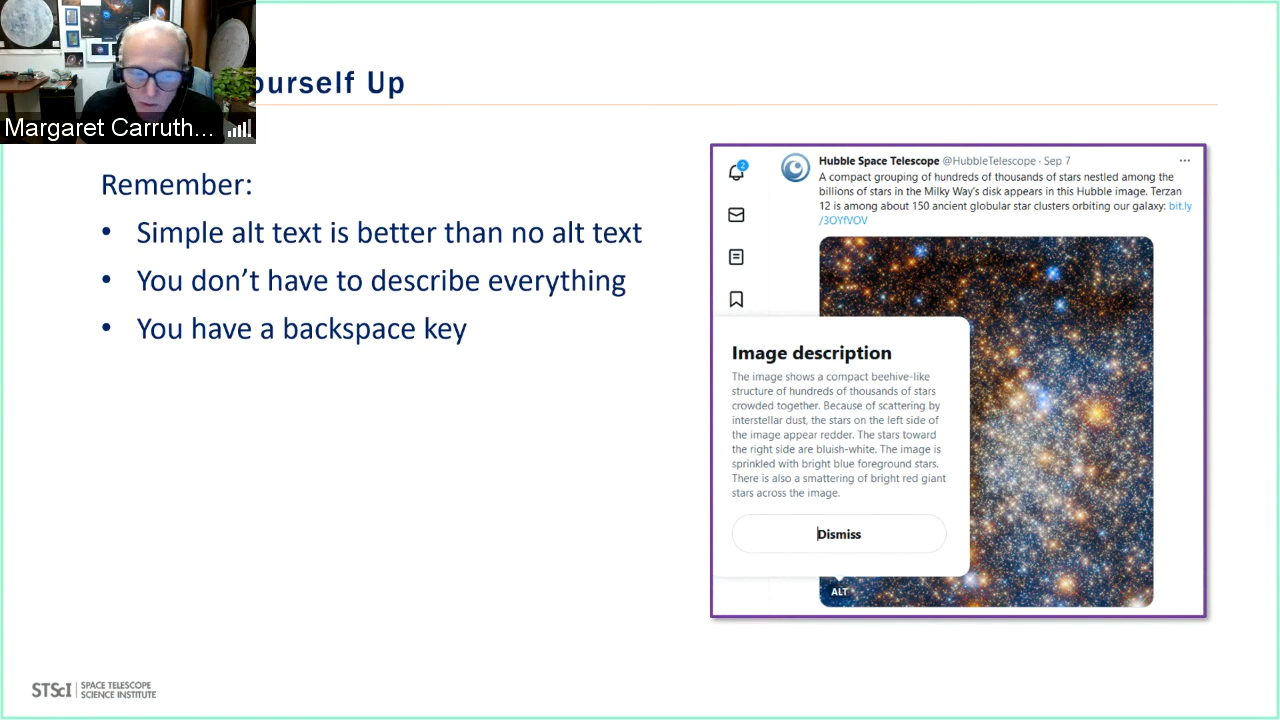 ourself Up
Margaret Carruth...
Remember:
• Simple alt text is better than no alt text
• You don't have to describe everything
• You have a backspace key
2
Hubble Space Telescope @HubbleTelescope · Sep 7
A compact grouping of hundreds of thousands of stars nestled among the
billions of stars in the Milky Way's disk appears in this Hubble image. Terzan
12 is among about 150 ancient globular star clusters orbiting our galaxy: bit.ly
/3OYfVOV
Image description
The image shows a compact beehive-like
structure of hundreds of thousands of stars
crowded together. Because of scattering by
interstellar dust, the stars on the left side of
the image appear redder. The stars toward
the right side are bluish-white. The image is
sprinkled with bright blue foreground stars.
There is also a smattering of bright red giant
stars across the image.
Dismiss
ALT
STScI | SPACE TELESCOPE
SCIENCE INSTITUTE